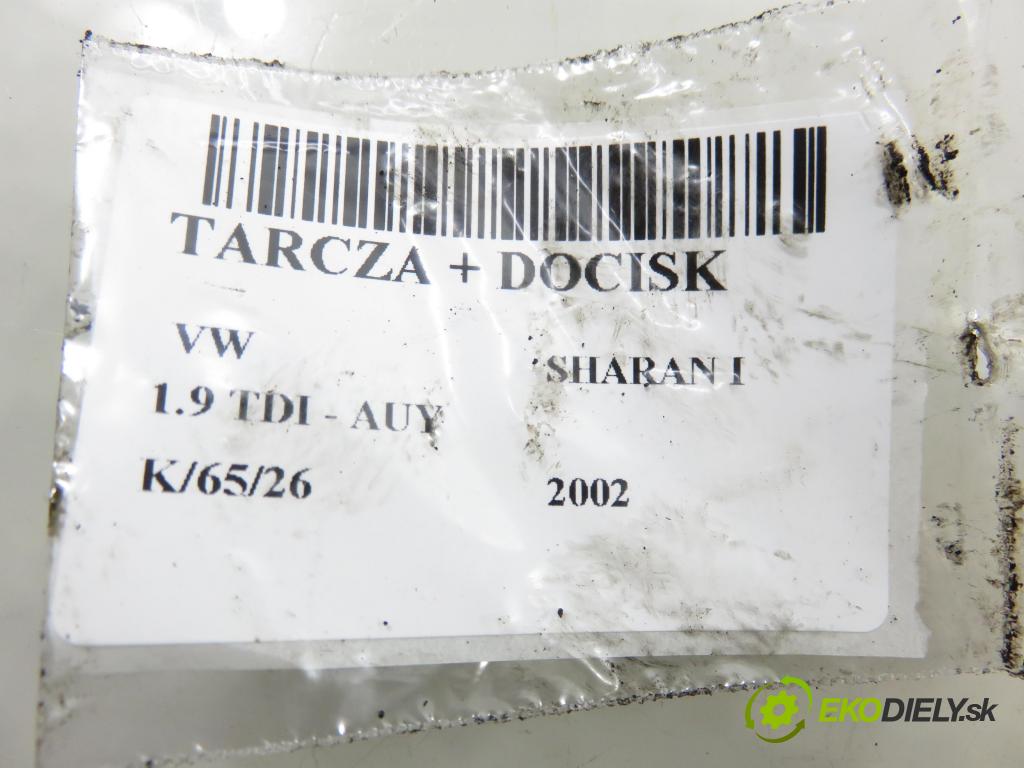 TARCZA + DOCISK
VW SHARAN I
1.9 TDI - AUY
K/65/26 2002
EKODIELY.sk